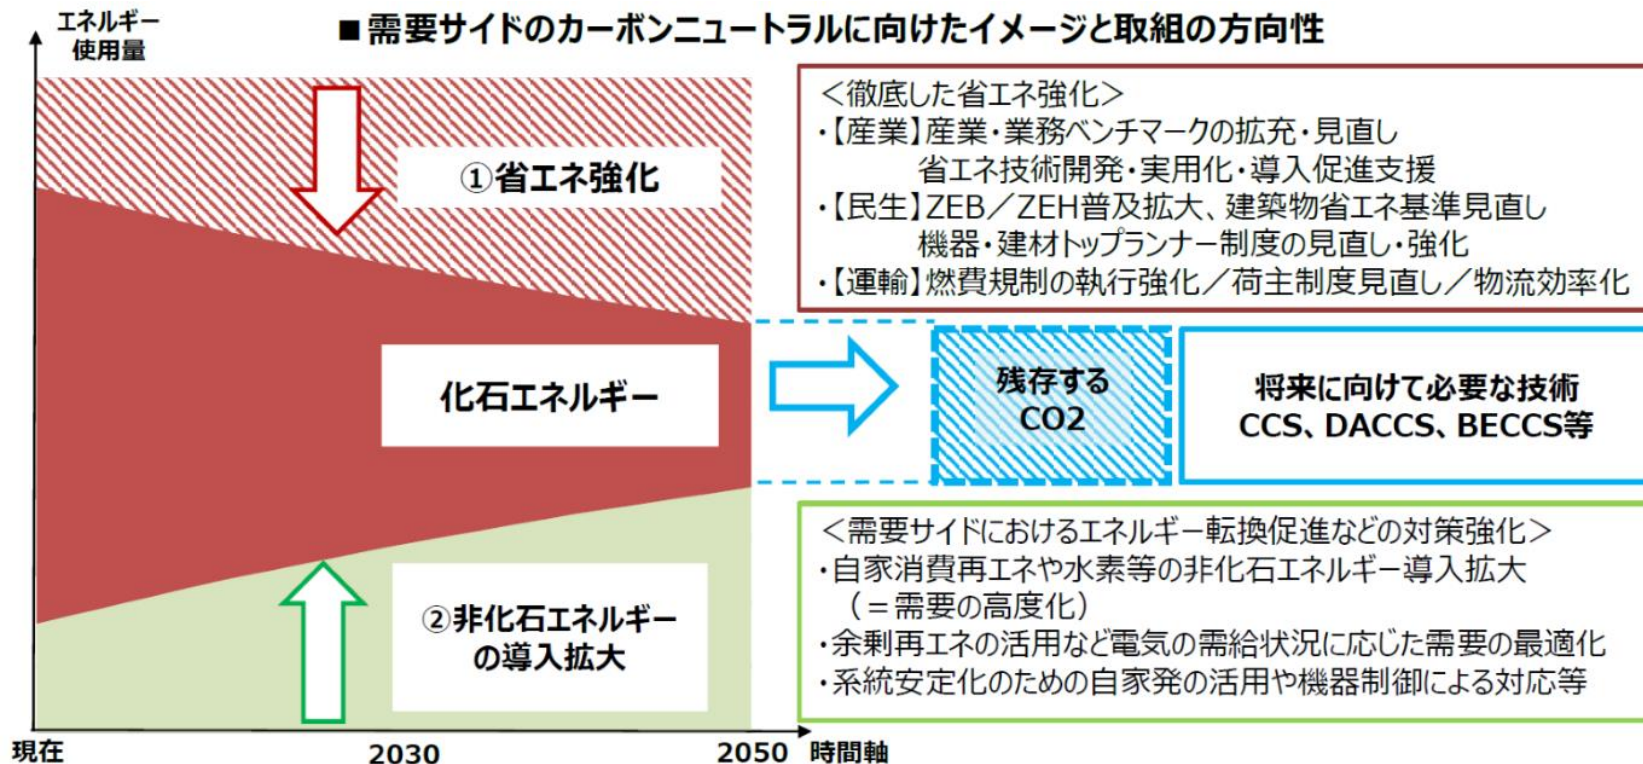 ■需要サイドのカーボンニュートラルに向けたイメージと取組の方向性
エネルギー
使用量
①省エネ強化
化石エネルギー
②非化石エネルギー
の導入拡大
現在
2030
2050
時間軸
＜徹底した省エネ強化＞
・【産業】産業・業務ベンチマークの拡充・見直し
省エネ技術開発・実用化・導入促進支援
・【民生】ZEB／ZEH普及拡大、建築物省エネ基準見直し
機器・建材トップランナー制度の見直し・強化
・【運輸】燃費規制の執行強化／荷主制度見直し／物流効率化
残存する
CO2
将来に向けて必要な技術
CCS、DACCS、BECCS等
＜需要サイドにおけるエネルギー転換促進などの対策強化＞
・自家消費再エネや水素等の非化石エネルギー導入拡大
（＝需要の高度化）
・余剰再エネの活用など電気の需給状況に応じた需要の最適化
・系統安定化のための自家発の活用や機器制御による対応等